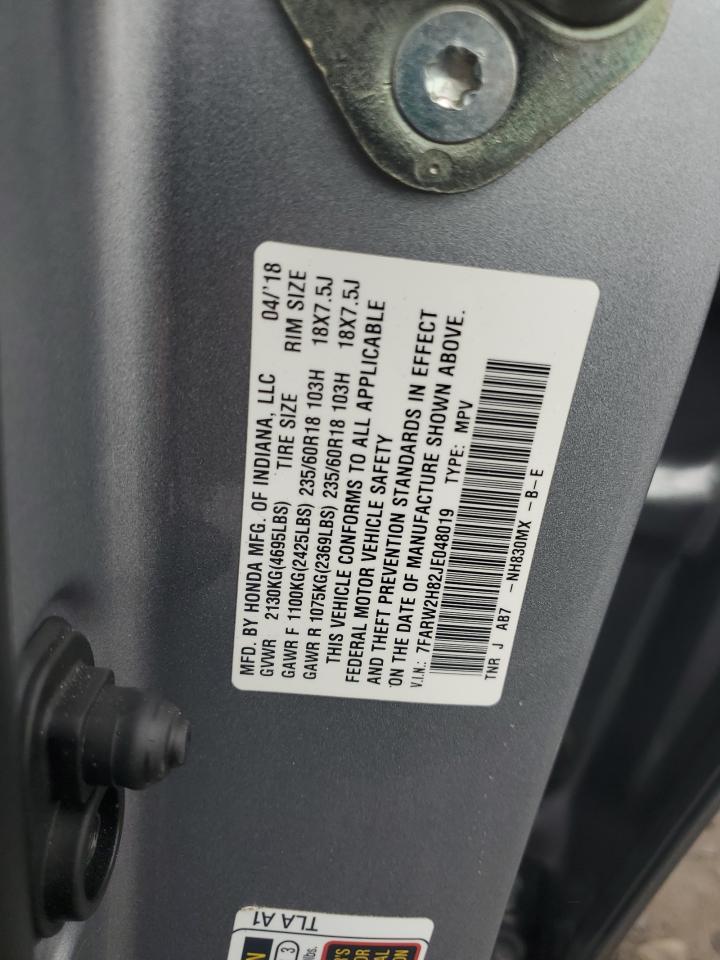 MFD. BY HONDA MFG. OF INDIANA, LLC 04/'18
GVWR 2130KG(4695LBS) TIRE SIZE RIM SIZE
GAWR F 1100KG(2425LBS) 235/60R18 103H 18X7.5J
GAWR R 1075KG(2369LBS) 235/60R18 103H 18X7.5J
THIS VEHICLE CONFORMS TO ALL APPLICABLE
FEDERAL MOTOR VEHICLE SAFETY
AND THEFT PREVENTION STANDARDS IN EFFECT
ON THE DATE OF MANUFACTURE SHOWN ABOVE.
V.I.N.: 7FARW2H82JE048019 TYPE: MPV
TNR J AB7 -NH830MX -B-E
TLA A1
3
lbs.